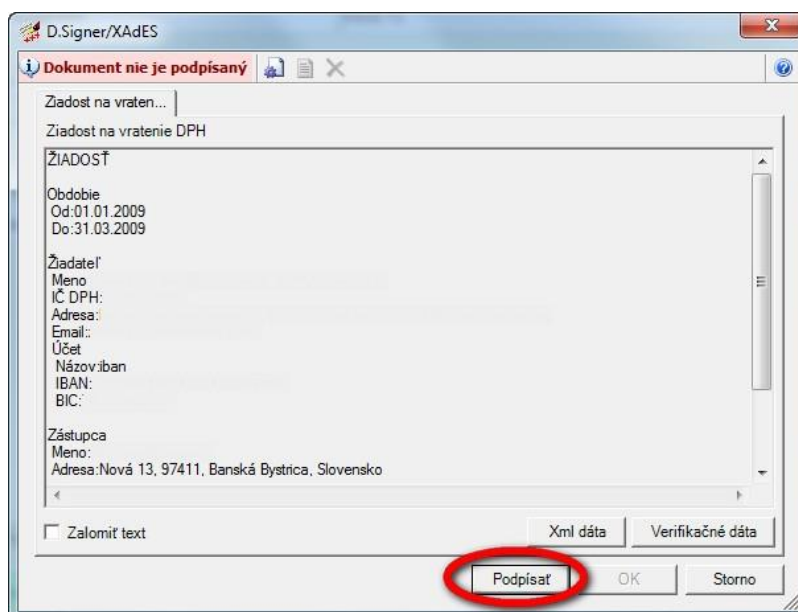 D.Signer/XAdES
Dokument nie je podpísaný
Ziadost na vraten...
Ziadost na vratenie DPH
ŽIADOSŤ
Obdobie
Od:01.01.2009
Do:31.03.2009
Žiadateľ
Meno
IČ DPH:
Adresa:
Email::
Účet
Názov:iban
IBAN:
BIC:
Zástupca
Meno:
Adresa:Nová 13, 97411, Banská Bystrica, Slovensko
Zalomiť text
Xml dáta
Verifikačné dáta
Podpísať
OK
Storno